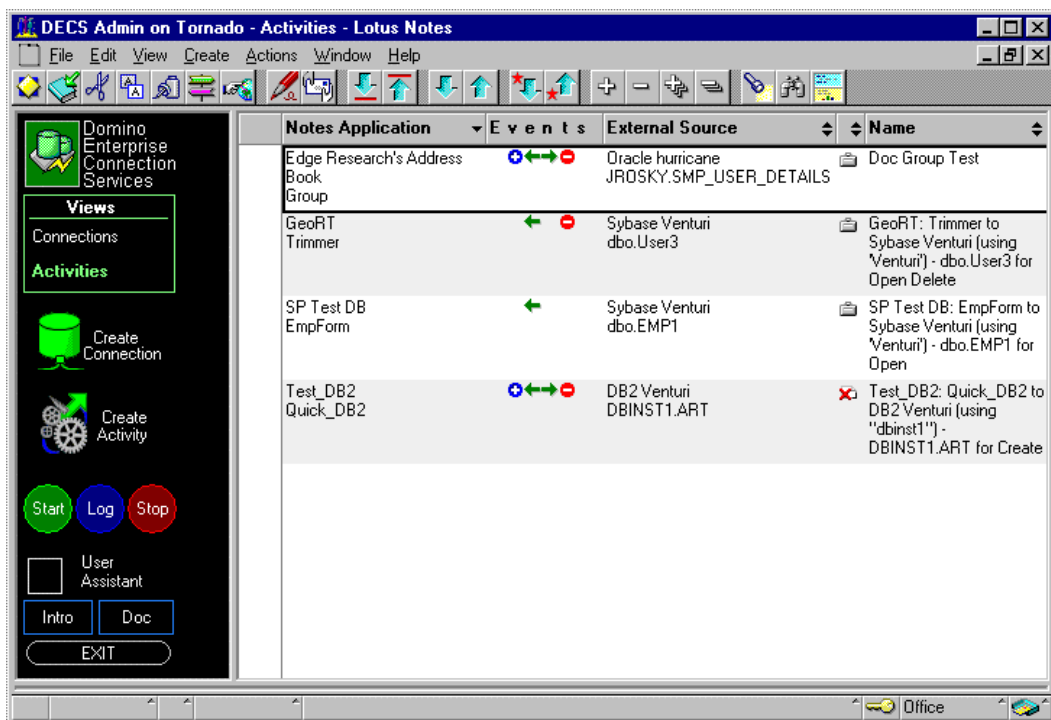 DECS Admin on Tornado - Activities - Lotus Notes
File Edit View Create Actions Window Help
Domino
Enterprise
Connection
Services
Views
Connections
Activities
Create
Connection
Create
Activity
Start Log Stop
User
Assistant
Intro Doc
EXIT
Notes Application Events External Source Name
Edge Research's Address
Book
Group
Oracle hurricane
JROSKY.SMP_USER_DETAILS
Doc Group Test
GeoRT
Trimmer
Sybase Venturi
dbo.User3
GeoRT: Trimmer to
Sybase Venturi (using
'Venturi') - dbo.User3 for
Open Delete
SP Test DB
EmpForm
Sybase Venturi
dbo.EMP1
SP Test DB: EmpForm to
Sybase Venturi (using
'Venturi') - dbo.EMP1 for
Open
Test_DB2
Quick_DB2
DB2 Venturi
DBINST1.ART
Test_DB2: Quick_DB2 to
DB2 Venturi (using
"dbinst1") -
DBINST1.ART for Create
Office